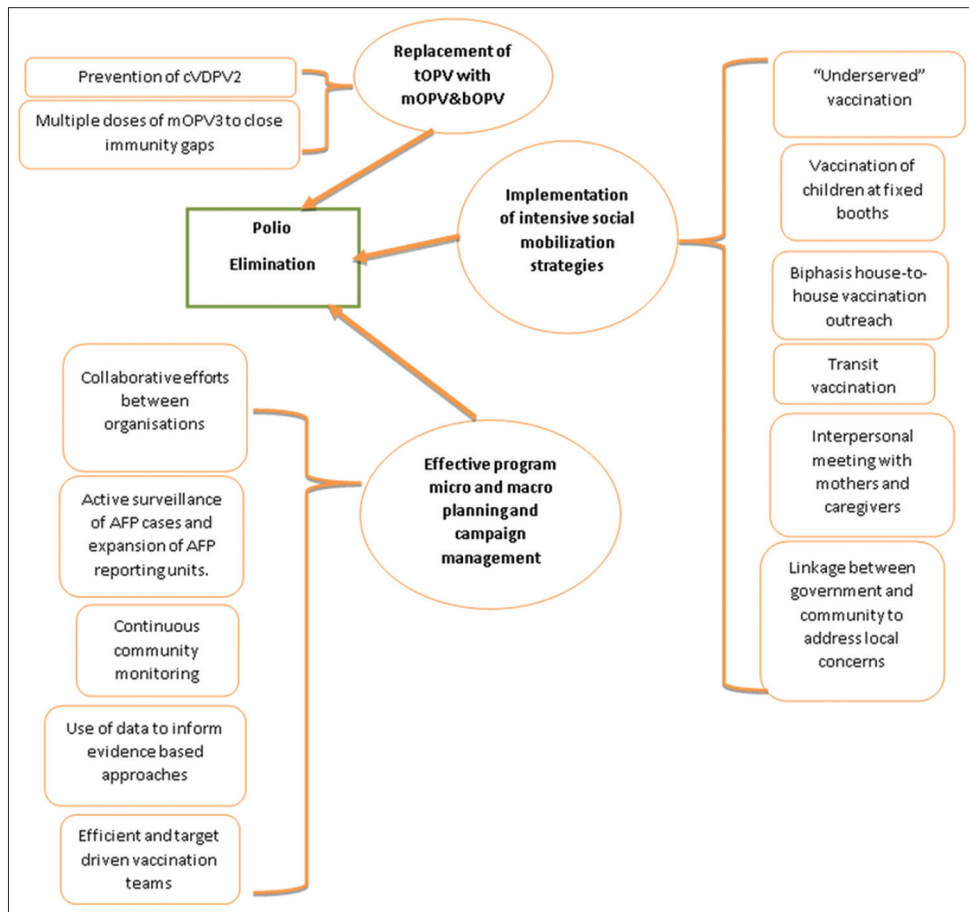 Replacement of
tOPV with
mOPV&bOPV
Prevention of cVDPV2
Multiple doses of mOPV3 to close
immunity gaps
Polio
Elimination
Implementation
of intensive social
mobilization
strategies
“Underserved”
vaccination
Vaccination of
children at fixed
booths
Biphasis house-to-
house vaccination
outreach
Transit
vaccination
Interpersonal
meeting with
mothers and
caregivers
Linkage between
government and
community to
address local
concerns
Effective program
micro and macro
planning and
campaign
management
Collaborative efforts
between
organisations
Active surveillance
of AFP cases and
expansion of AFP
reporting units.
Continuous
community
monitoring
Use of data to inform
evidence based
approaches
Efficient and target
driven vaccination
teams